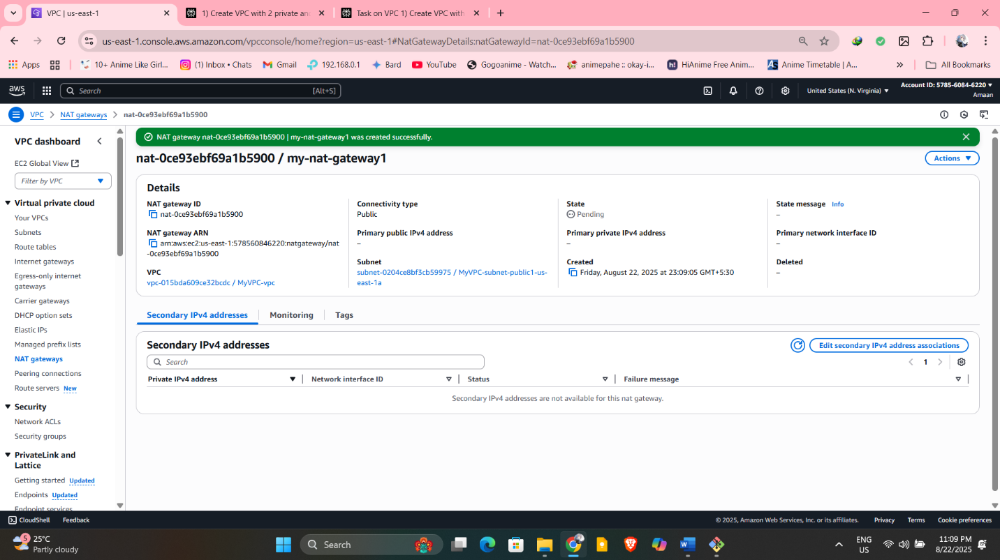 VPC | us-east-1
1) Create VPC with 2 private and
Task on VPC 1) Create VPC with
us-east-1.console.aws.amazon.com/vpcconsole/home?region=us-east-1#NatGatewayDetails:natGatewayId=nat-0ce93ebf69a1b5900
Apps
10+ Anime Like Girl...
(1) Inbox • Chats
Gmail
192.168.0.1
Bard
YouTube
Gogoanime - Watch...
animepahe :: okay-i...
HiAnime Free Anim...
Anime Timetable | A...
All Bookmarks
aws
Search
[Alt+S]
United States (N. Virginia)
Account ID: 5785-6084-6220
Amaan
VPC
NAT gateways
nat-0ce93ebf69a1b5900
VPC dashboard
EC2 Global View
Filter by VPC
Virtual private cloud
Your VPCs
Subnets
Route tables
Internet gateways
Egress-only internet
gateways
Carrier gateways
DHCP option sets
Elastic IPs
Managed prefix lists
NAT gateways
Peering connections
Route servers New
Security
Network ACLs
Security groups
PrivateLink and
Lattice
Getting started Updated
Endpoints Updated
Endpoint services
NAT gateway nat-0ce93ebf69a1b5900 | my-nat-gateway1 was created successfully.
nat-0ce93ebf69a1b5900 / my-nat-gateway1
Actions
Details
NAT gateway ID
nat-0ce93ebf69a1b5900
NAT gateway ARN
arn:aws:ec2:us-east-1:578560846220:natgateway/nat
-0ce93ebf69a1b5900
VPC
vpc-015bda609ce32bcdc / MyVPC-vpc
Connectivity type
Public
Primary public IPv4 address
–
Subnet
subnet-0204ce8bf3cb59975 / MyVPC-subnet-public1-us-
east-1a
State
Pending
Primary private IPv4 address
–
Created
Friday, August 22, 2025 at 23:09:05 GMT+5:30
State message Info
–
Primary network interface ID
–
Deleted
–
Secondary IPv4 addresses
Monitoring
Tags
Secondary IPv4 addresses
Edit secondary IPv4 address associations
Search
1
Private IPv4 address
Network interface ID
Status
Failure message
Secondary IPv4 addresses are not available for this nat gateway.
CloudShell
Feedback
© 2025, Amazon Web Services, Inc. or its affiliates.
Privacy
Terms
Cookie preferences
5
25°C
Partly cloudy
Search
ENG
US
11:09 PM
8/22/2025